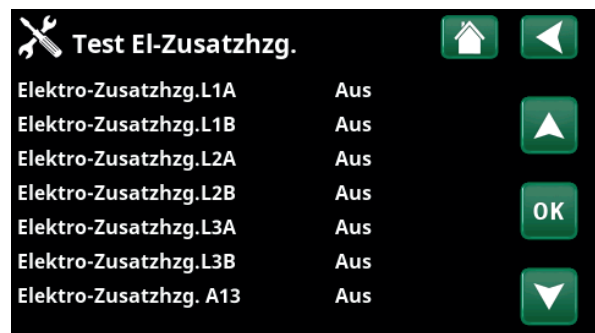 Test El-Zusatzhzg.
Elektro-Zusatzhzg.L1A Aus
Elektro-Zusatzhzg.L1B Aus
Elektro-Zusatzhzg.L2A Aus
Elektro-Zusatzhzg.L2B Aus
OK
Elektro-Zusatzhzg.L3A Aus
Elektro-Zusatzhzg.L3B Aus
Elektro-Zusatzhzg. A13 Aus